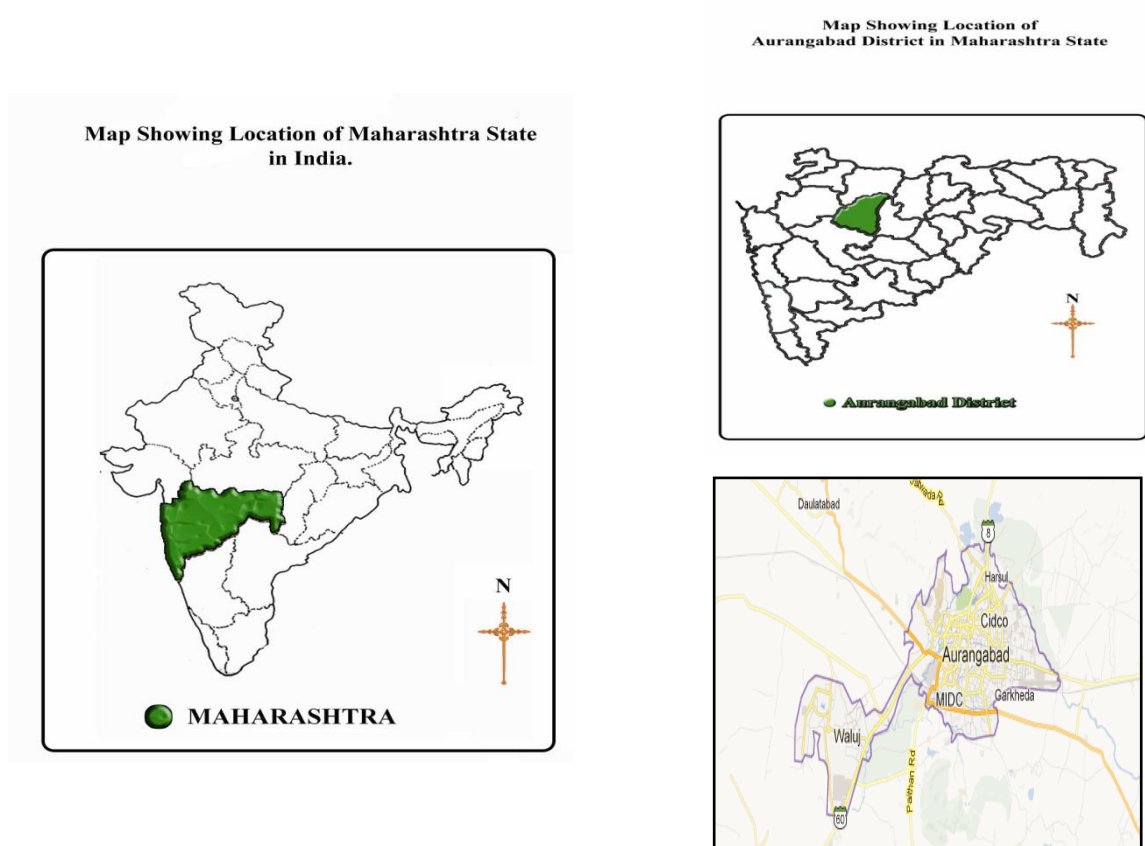 Map Showing Location of Maharashtra State
in India.
N
MAHARASHTRA
Map Showing Location of
Aurangabad District in Maharashtra State
N
Aurangabad District
Daulatabad
8
Harsul
Cidco
Aurangabad
MIDC
Garkheda
Waluj
Paithan Rd
60